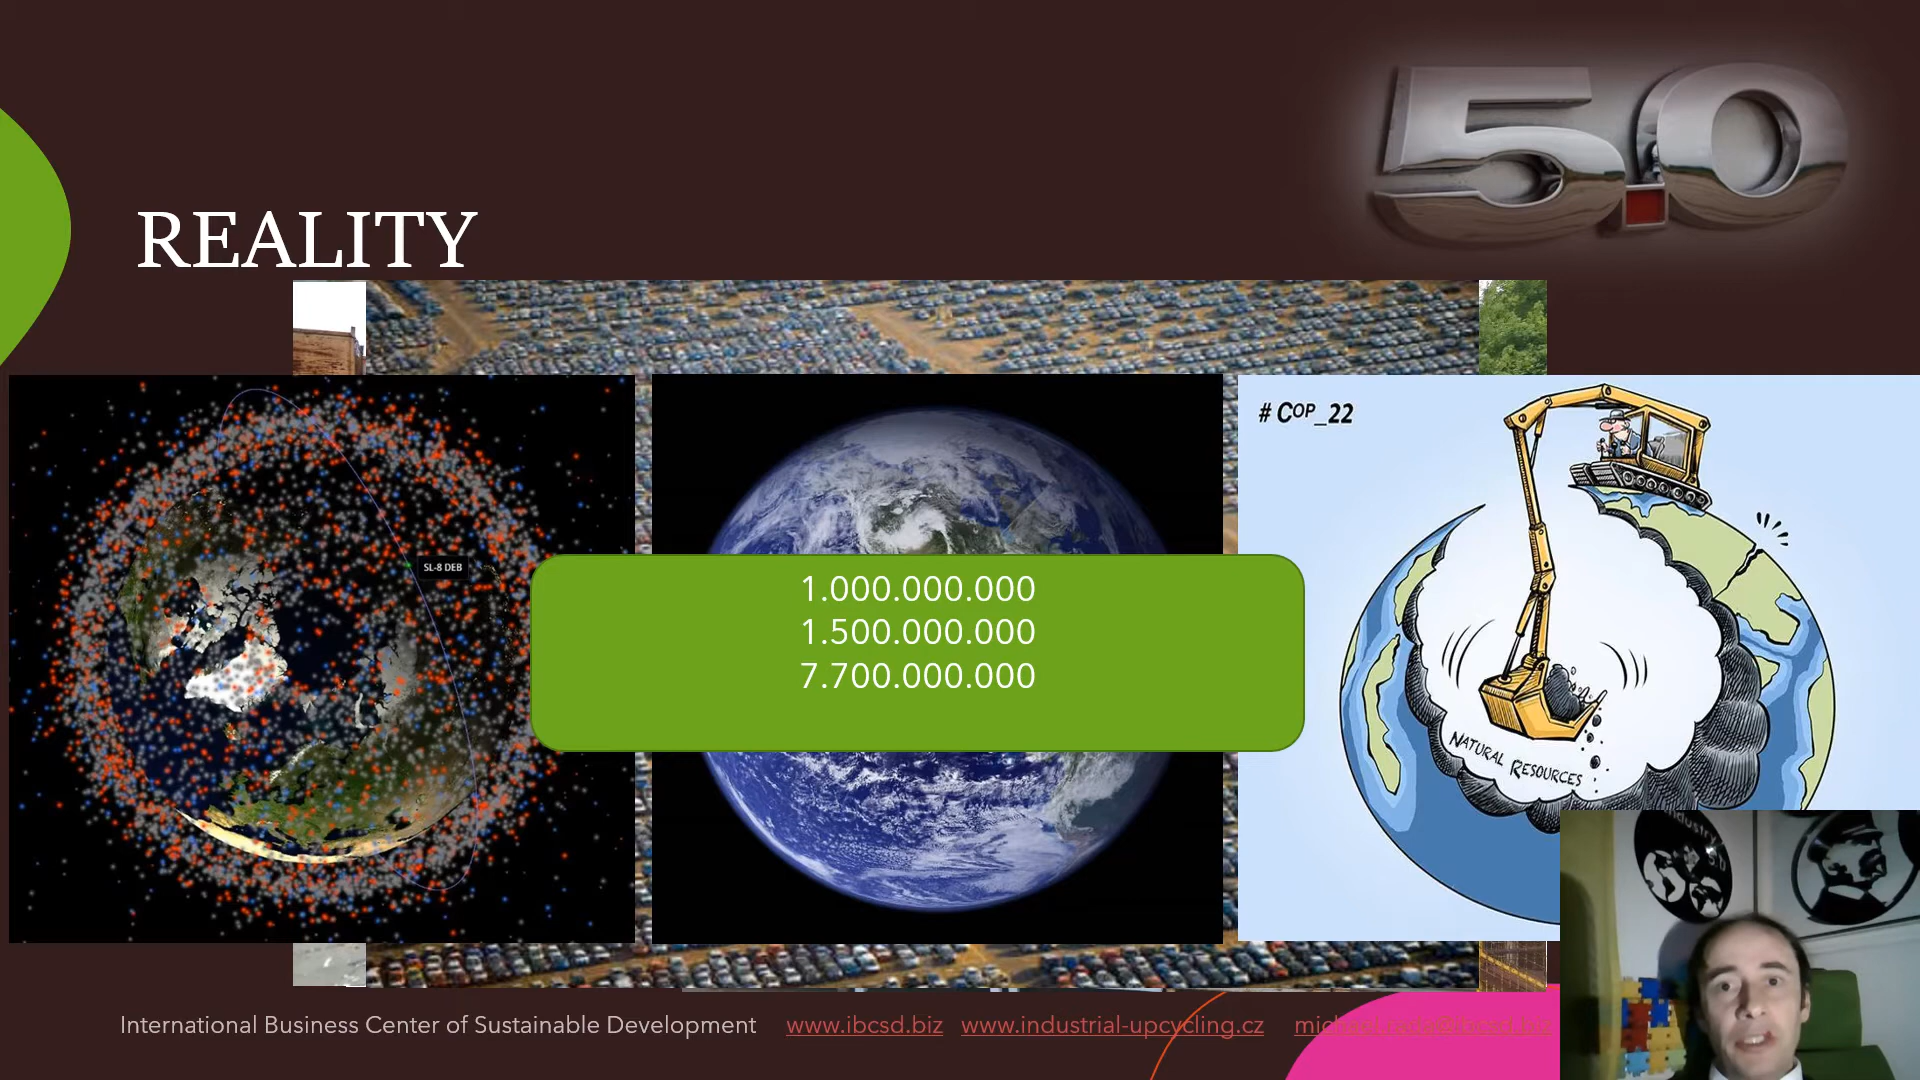 5.0
REALITY
# COP_22
SL-8 DEB
1.000.000.000
1.500.000.000
7.700.000.000
NATURAL RESOURCES
industry
International Business Center of Sustainable Development www.ibcsd.biz www.industrial-upcycling.cz